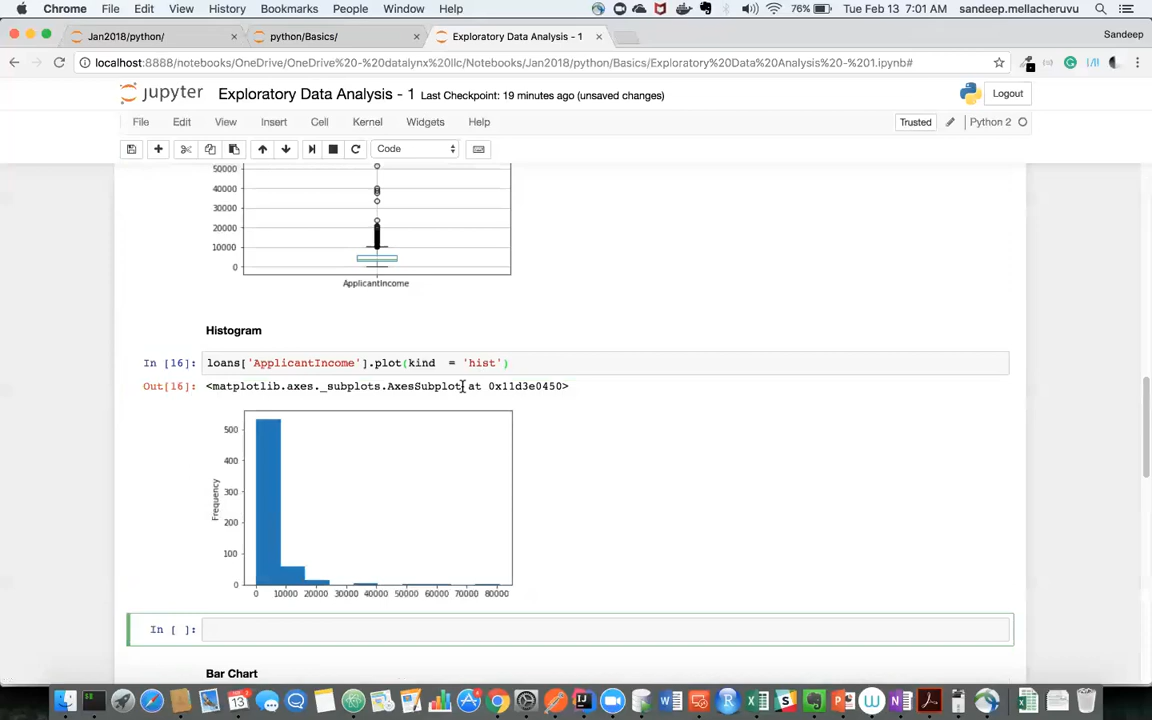 Chrome File Edit View History Bookmarks People Window Help 76% Tue Feb 13 7:01 AM sandeep.mellacheruvu
Jan2018/python/ python/Basics/ Exploratory Data Analysis - 1 Sandeep
localhost:8888/notebooks/OneDrive/OneDrive%20-%20datalynx%20llc/Notebooks/Jan2018/python/Basics/Exploratory%20Data%20Analysis%20-%201.ipynb#
jupyter Exploratory Data Analysis - 1 Last Checkpoint: 19 minutes ago (unsaved changes) Logout
File Edit View Insert Cell Kernel Widgets Help Trusted Python 2
Code
50000
40000
30000
20000
10000
0
ApplicantIncome
Histogram
In [16]: loans['ApplicantIncome'].plot(kind  = 'hist')
Out[16]: <matplotlib.axes._subplots.AxesSubplot at 0x11d3e0450>
500
400
300
200
100
0
Frequency
0 10000 20000 30000 40000 50000 60000 70000 80000
In [ ]:
Bar Chart